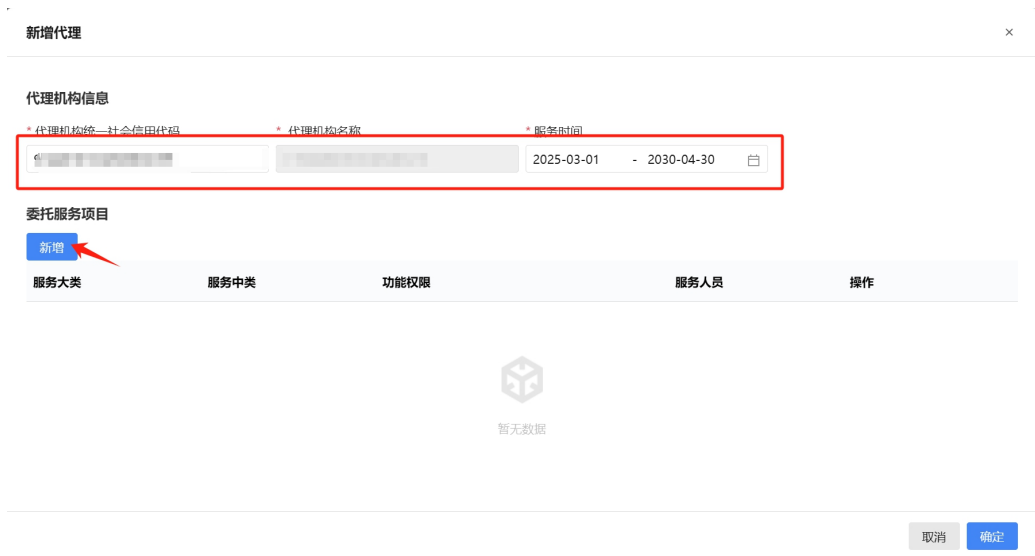 新增代理 ×
代理机构信息
* 代理机构统一社会信用代码 * 代理机构名称 * 服务时间
2025-03-01 - 2030-04-30
委托服务项目
新增
服务大类 服务中类 功能权限 服务人员 操作
暂无数据
取消 确定